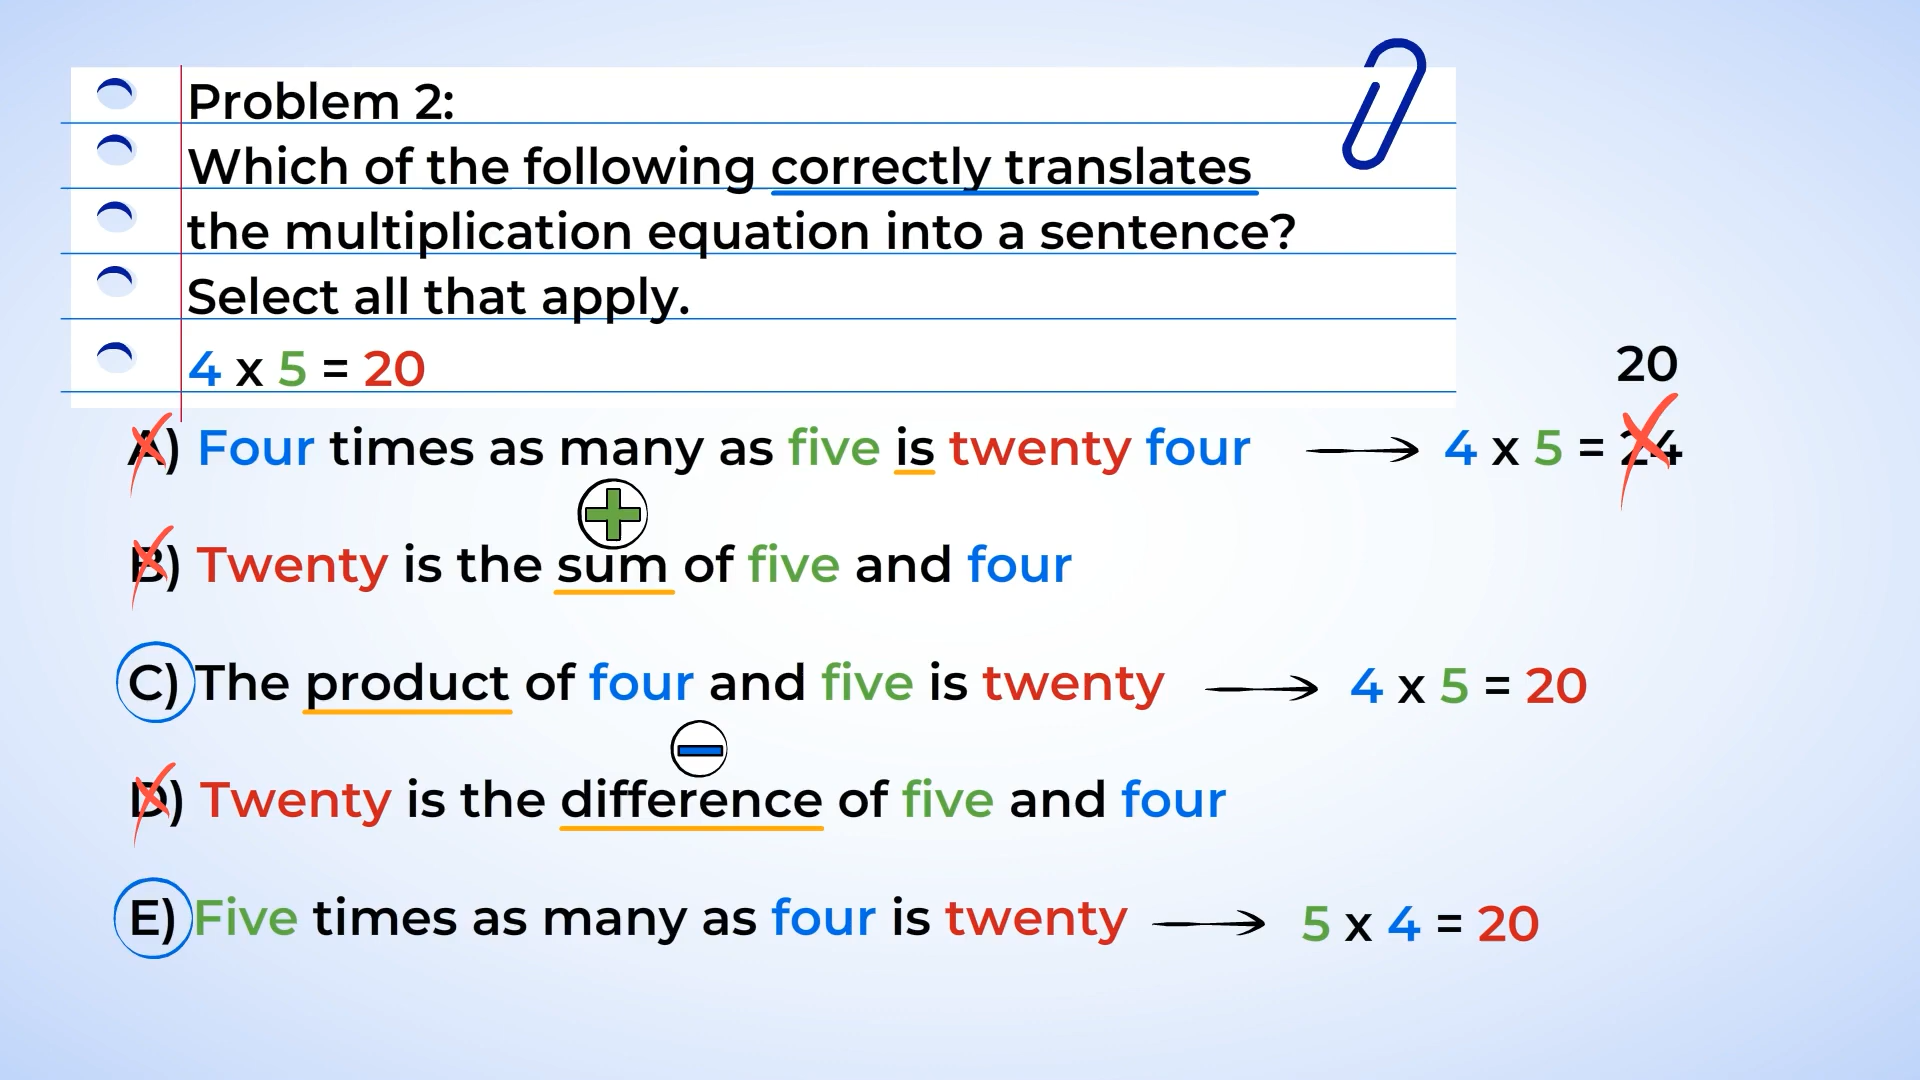 Problem 2:
Which of the following correctly translates
the multiplication equation into a sentence?
Select all that apply.
4 x 5 = 20
20
A) Four times as many as five is twenty four 4 x 5 = 24
B) Twenty is the sum of five and four
C) The product of four and five is twenty 4 x 5 = 20
D) Twenty is the difference of five and four
E) Five times as many as four is twenty 5 x 4 = 20